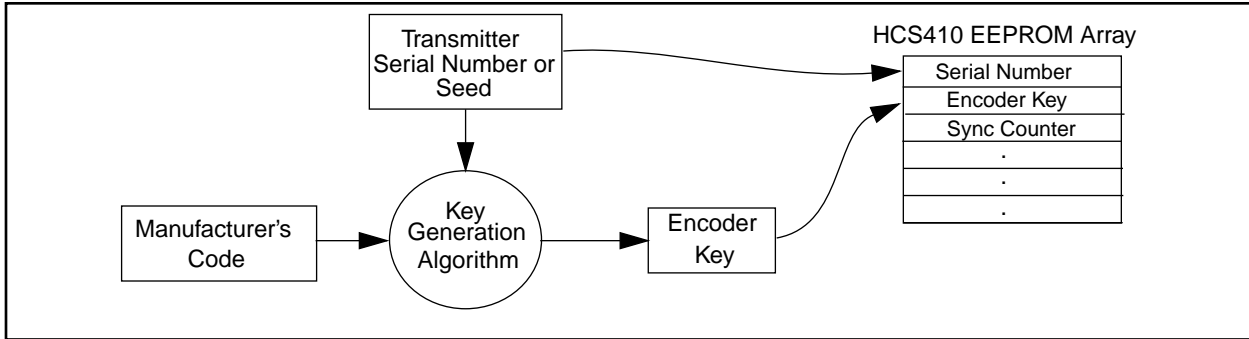 Transmitter
Serial Number or
Seed
HCS410 EEPROM Array
Serial Number
Encoder Key
Sync Counter
.
.
.
Manufacturer's
Code
Key
Generation
Algorithm
Encoder
Key